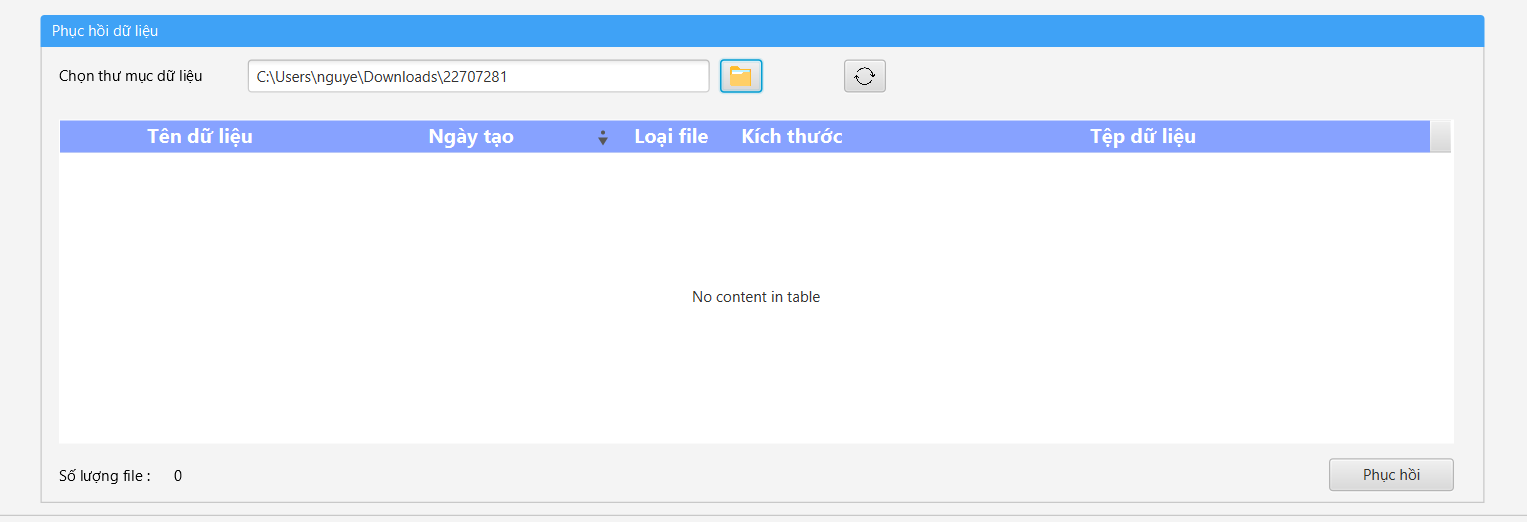 Phục hồi dữ liệu
Chọn thư mục dữ liệu C:\Users\nguye\Downloads\22707281
Tên dữ liệu Ngày tạo Loại file Kích thước Tệp dữ liệu
No content in table
Số lượng file : 0 Phục hồi